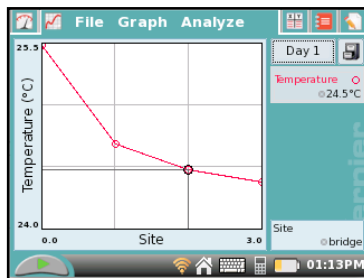 File Graph Analyze
Day 1
25.5
Temperature (°C)
24.0
0.0
Site
3.0
Temperature
24.5°C
Site
bridge
01:13PM